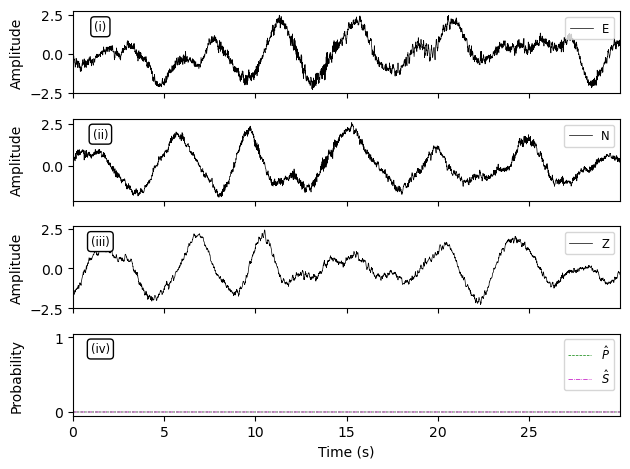 (i)
E
2.5
0.0
−2.5
Amplitude
(ii)
N
2.5
0.0
Amplitude
(iii)
Z
2.5
0.0
−2.5
Amplitude
(iv)
P̂
Ŝ
1
0
Probability
0 5 10 15 20 25
Time (s)